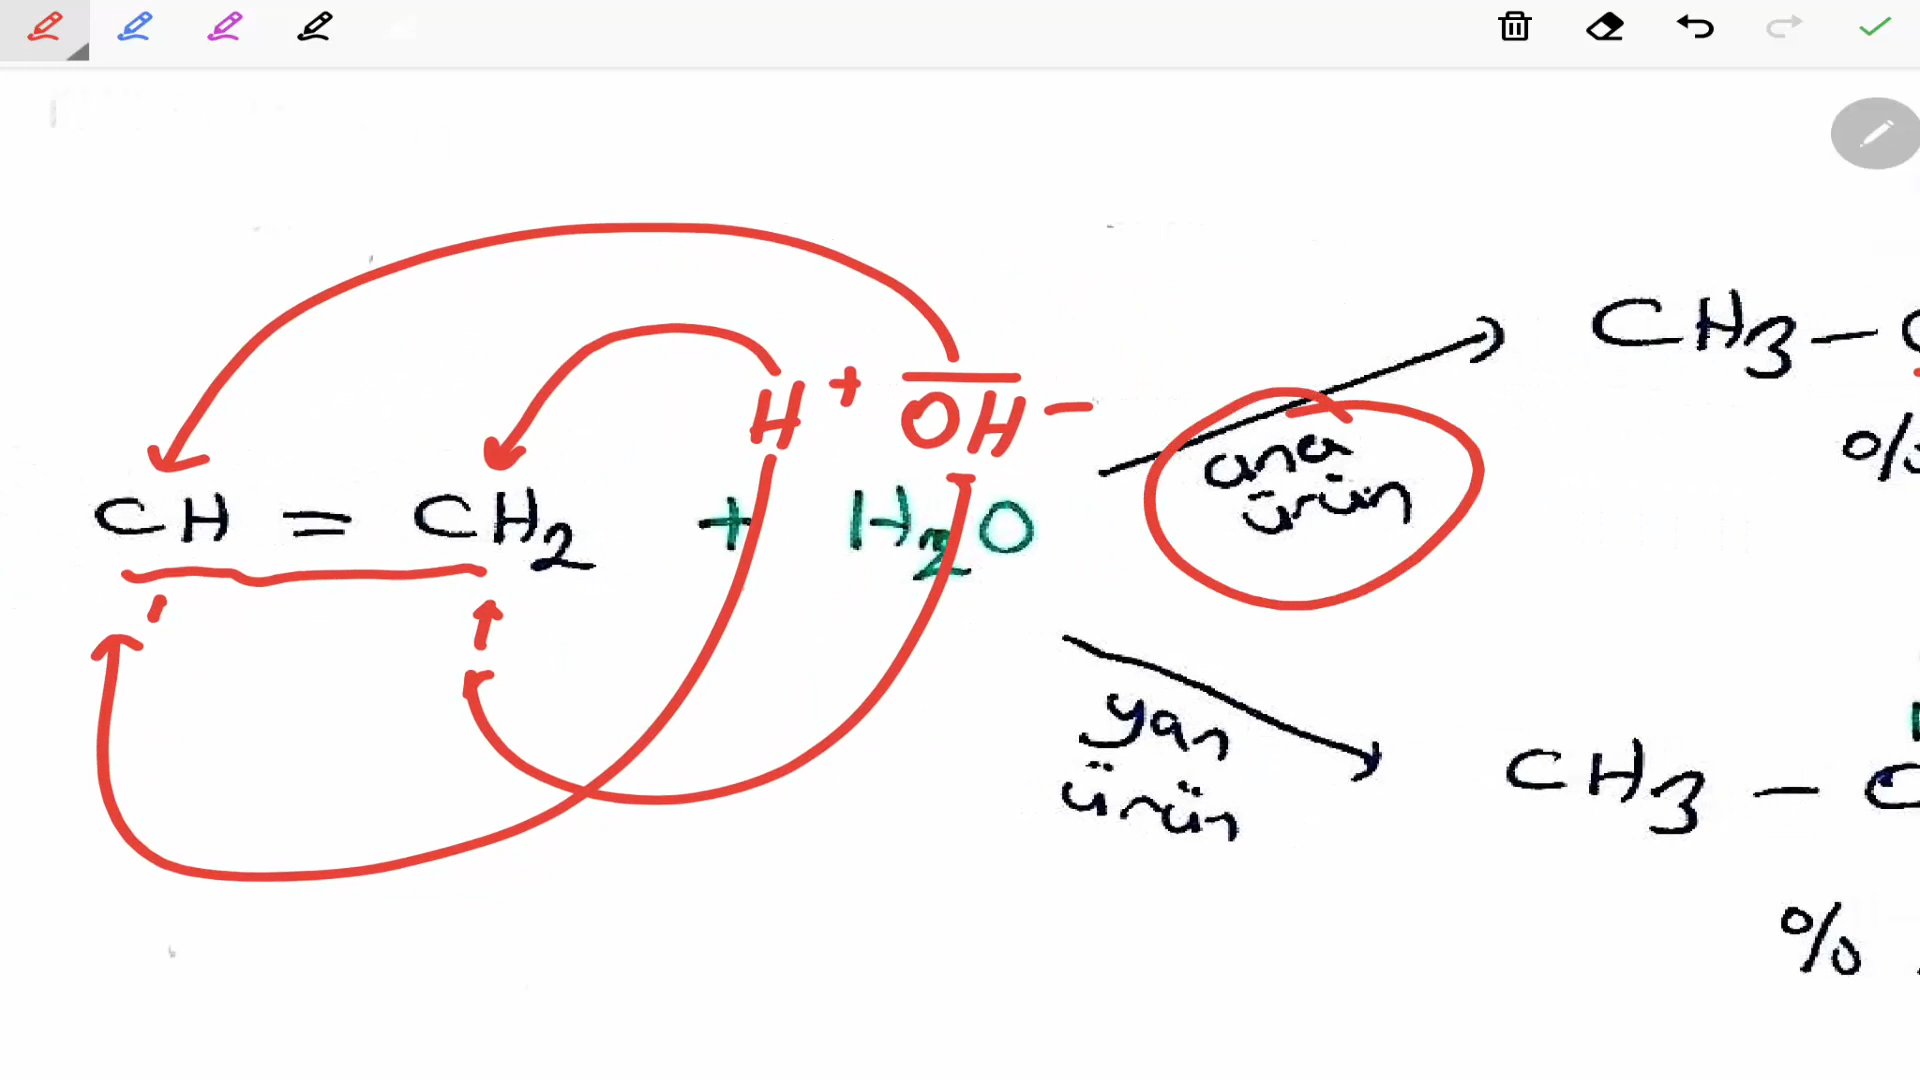 H⁺ OH⁻
CH = CH₂ + H₂O
ana
ürün
CH₃ –
%
yan
ürün
CH₃ –
%